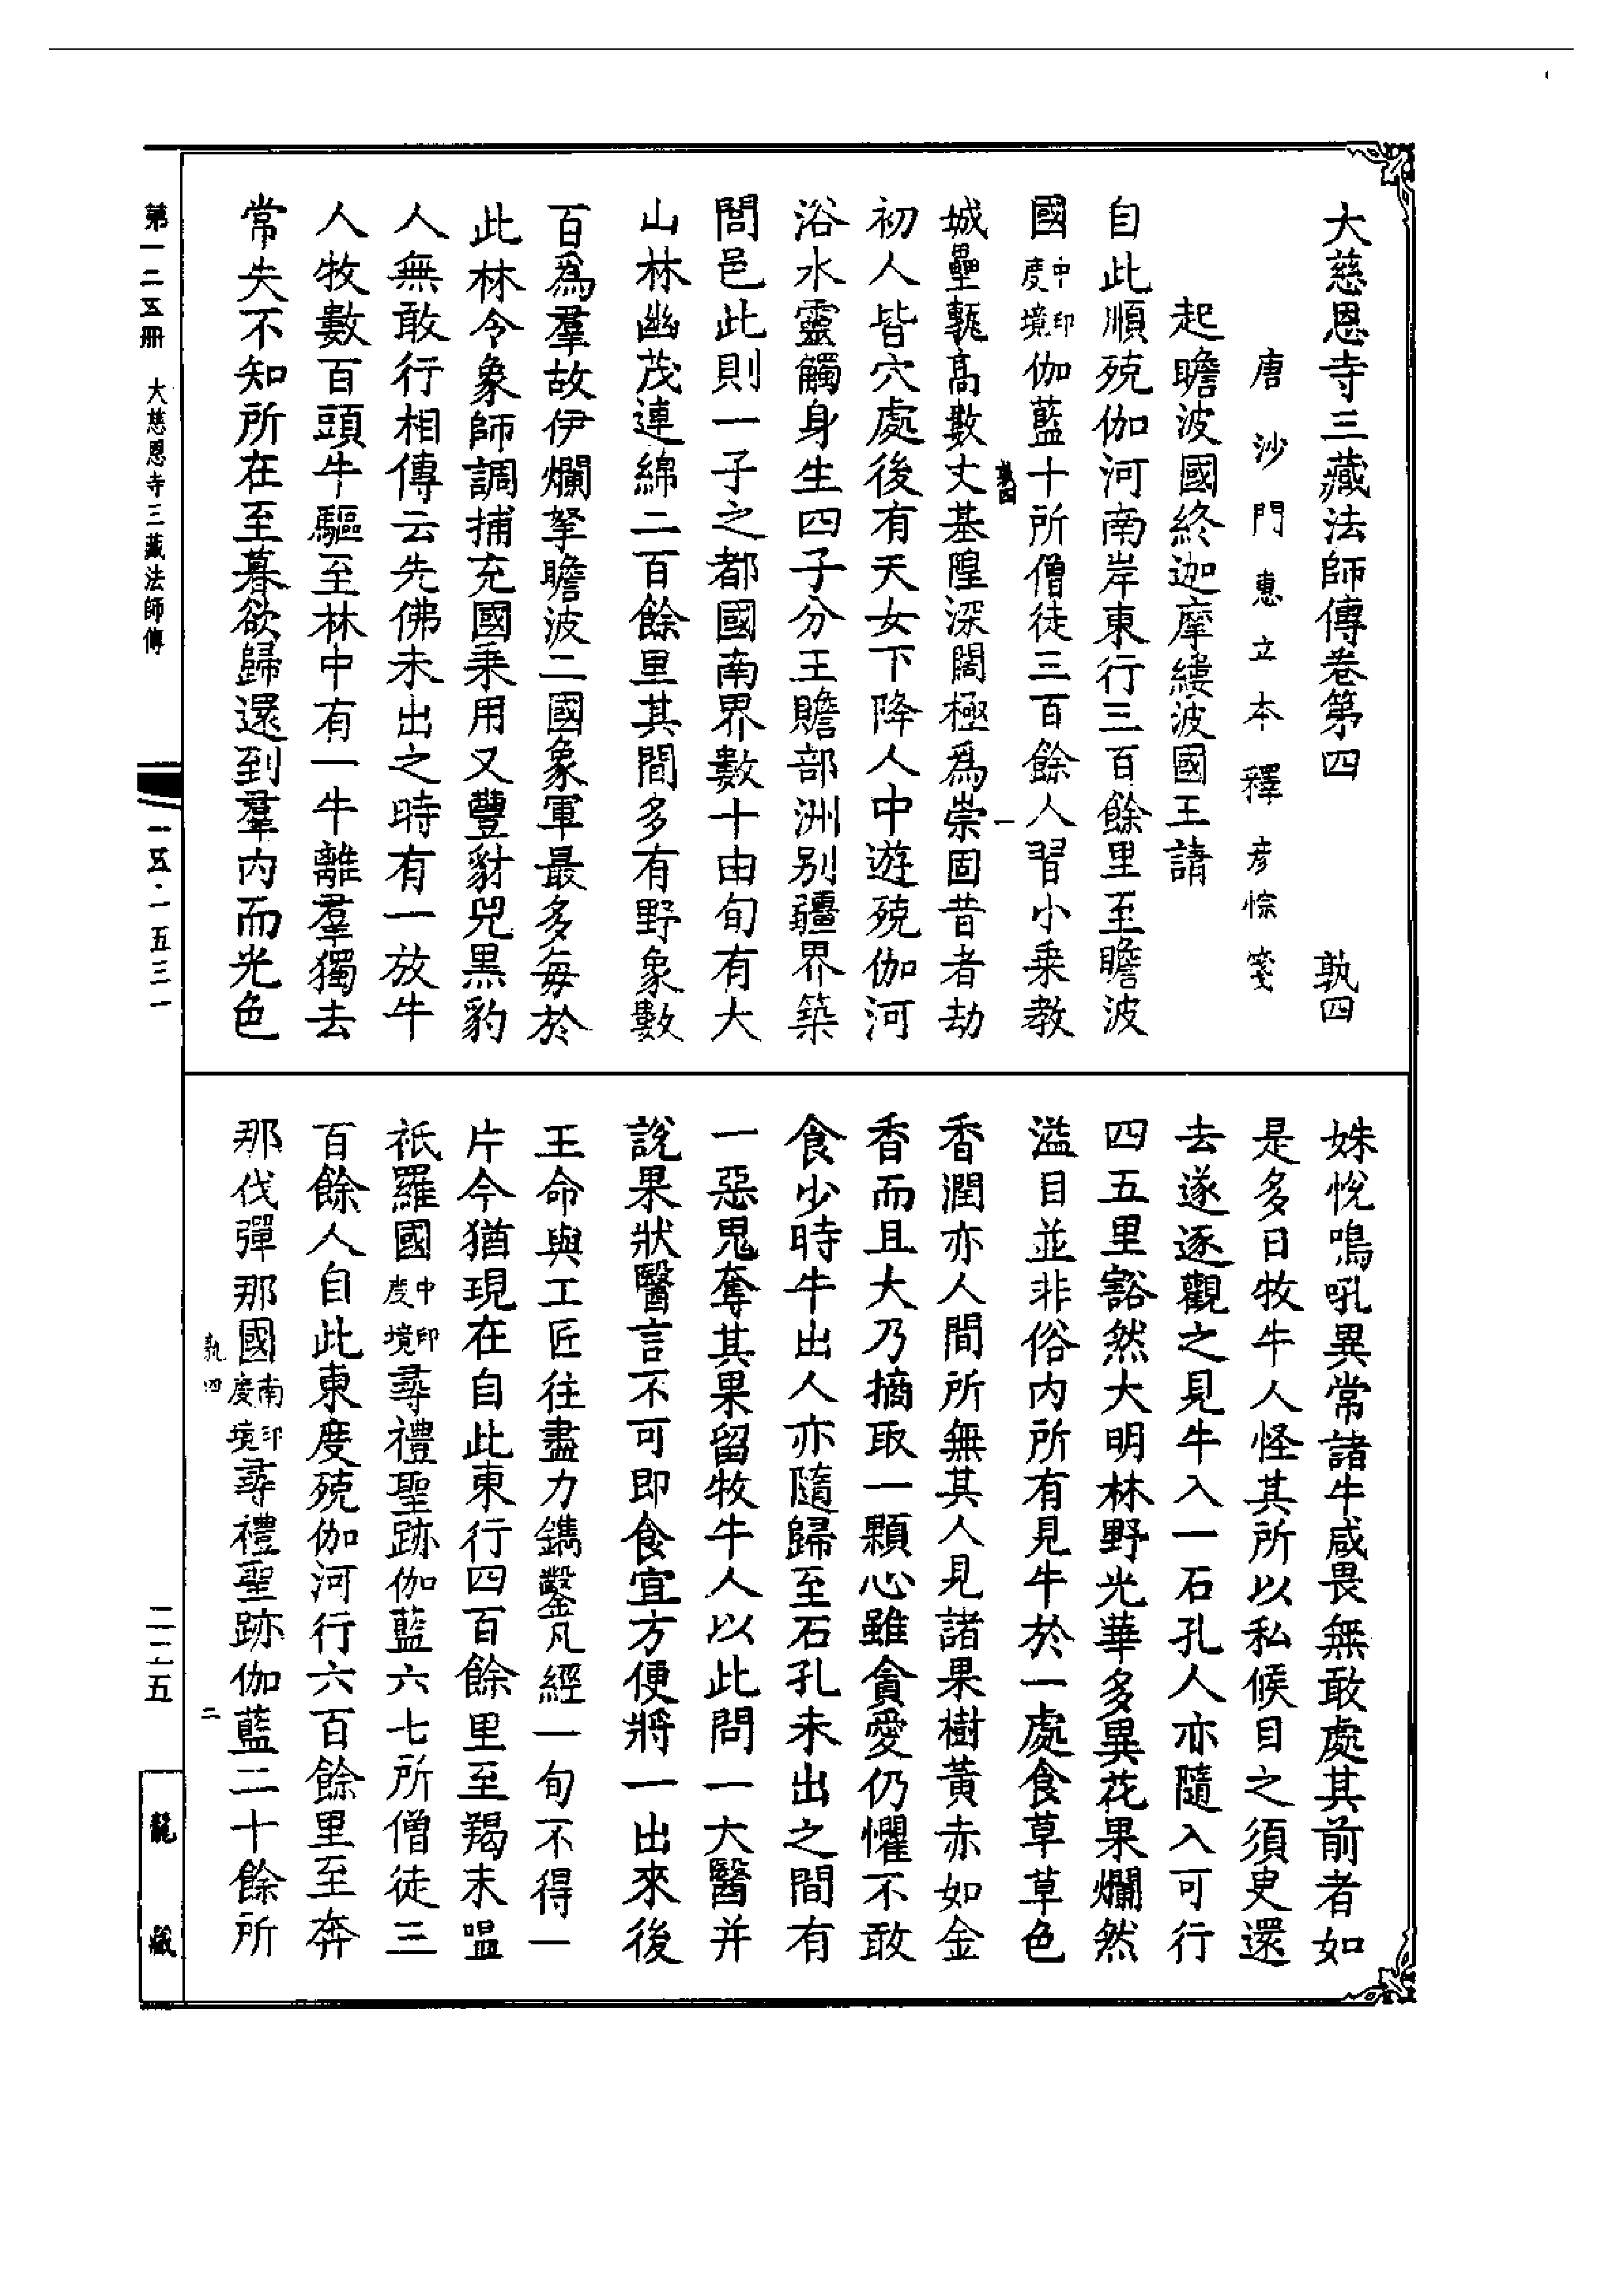 大慈恩寺三藏法師傳卷第四 孰四
唐沙門惠立本釋彥悰箋
起瞻波國終迦摩縷波國王請
自此順殑伽河南岸東行三百餘里至瞻波
國中印度境伽藍十所僧徒三百餘人習小乗教
孰四 一
城壘甎高數丈基隍深闊極爲崇固昔者劫
初人皆穴處後有天女下降人中遊殑伽河
浴水靈觸身生四子分王贍部洲別疆界築
閭邑此則一子之都國南界數十由旬有大
山林幽茂連綿二百餘里其間多有野象數
百爲羣故伊爛拏瞻波二國象軍最多每於
此林令象師調捕充國乗用又豐豺兕黒豹
人無敢行相傳云先佛未出之時有一放牛
人牧數百頭牛驅至林中有一牛離羣獨去
常失不知所在至暮欲歸還到羣内而光色
姝悅鳴吼異常諸牛咸畏無敢處其前者如
是多日牧牛人怪其所以私候目之須臾還
去遂逐觀之見牛入一石孔人亦隨入可行
四五里豁然大明林野光華多異花果爛然
溢目並非俗内所有見牛於一處食草草色
香潤亦人間所無其人見諸果樹黃赤如金
香而且大乃摘取一顆心雖貪愛仍懼不敢
食少時牛出人亦隨歸至石孔未出之間有
一惡鬼奪其果留牧牛人以此問一大醫并
說果狀醫言不可即食宜方便將一出來後
王命與工匠往盡力鐫鑿凡經一旬不得一
片今猶現在自此東行四百餘里至羯末嗢
祇羅國中印度境尋禮聖跡伽藍六七所僧徒三
百餘人自此東度殑伽河行六百餘里至奔
那伐彈那國南印度境尋禮聖跡伽藍二十餘所
孰四 二
第一二五册 大慈恩寺三藏法師傳
二二五
龍藏